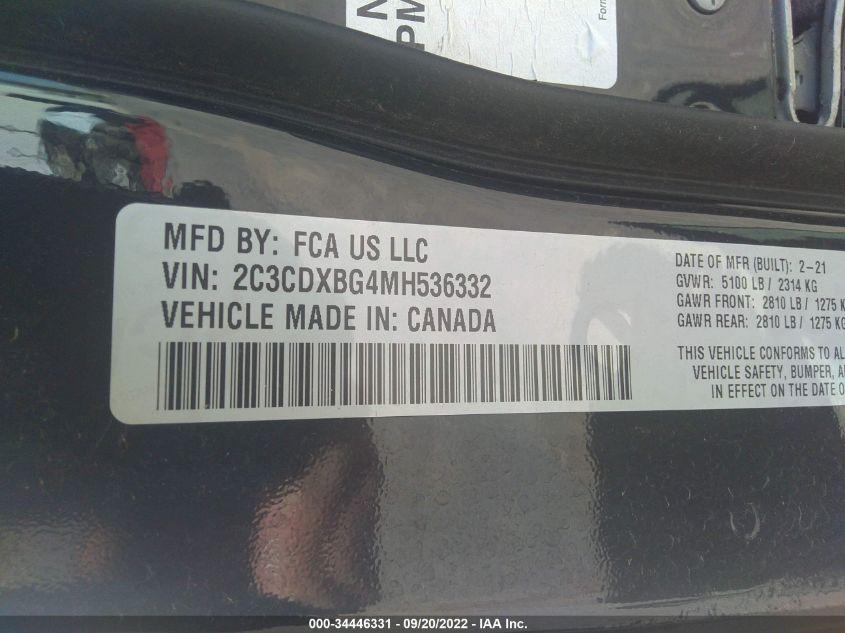 PM
Form
MFD BY: FCA US LLC
VIN: 2C3CDXBG4MH536332
VEHICLE MADE IN: CANADA
DATE OF MFR (BUILT): 2-21
GVWR: 5100 LB / 2314 KG
GAWR FRONT: 2810 LB / 1275 K
GAWR REAR: 2810 LB / 1275 KG
THIS VEHICLE CONFORMS TO AL
VEHICLE SAFETY, BUMPER, A
IN EFFECT ON THE DATE O
000-34446331 - 09/20/2022 - IAA Inc.